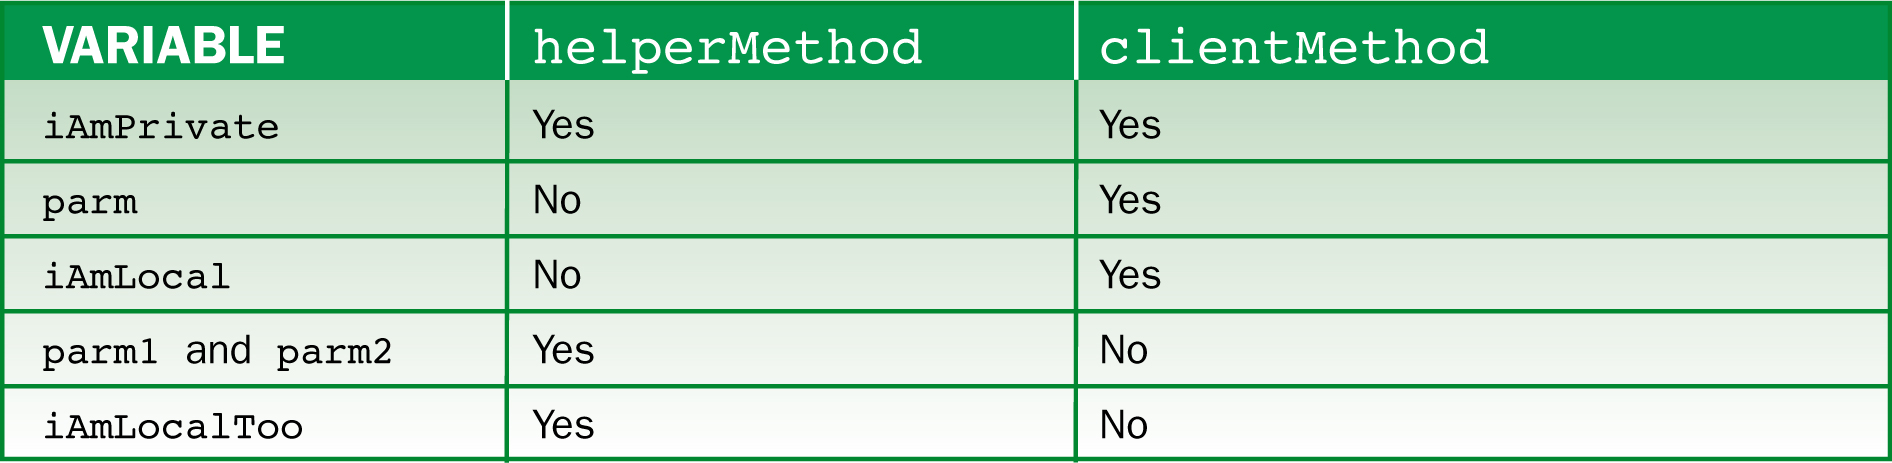 VARIABLE helperMethod clientMethod
iAmPrivate Yes Yes
parm No Yes
iAmLocal No Yes
parm1 and parm2 Yes No
iAmLocalToo Yes No